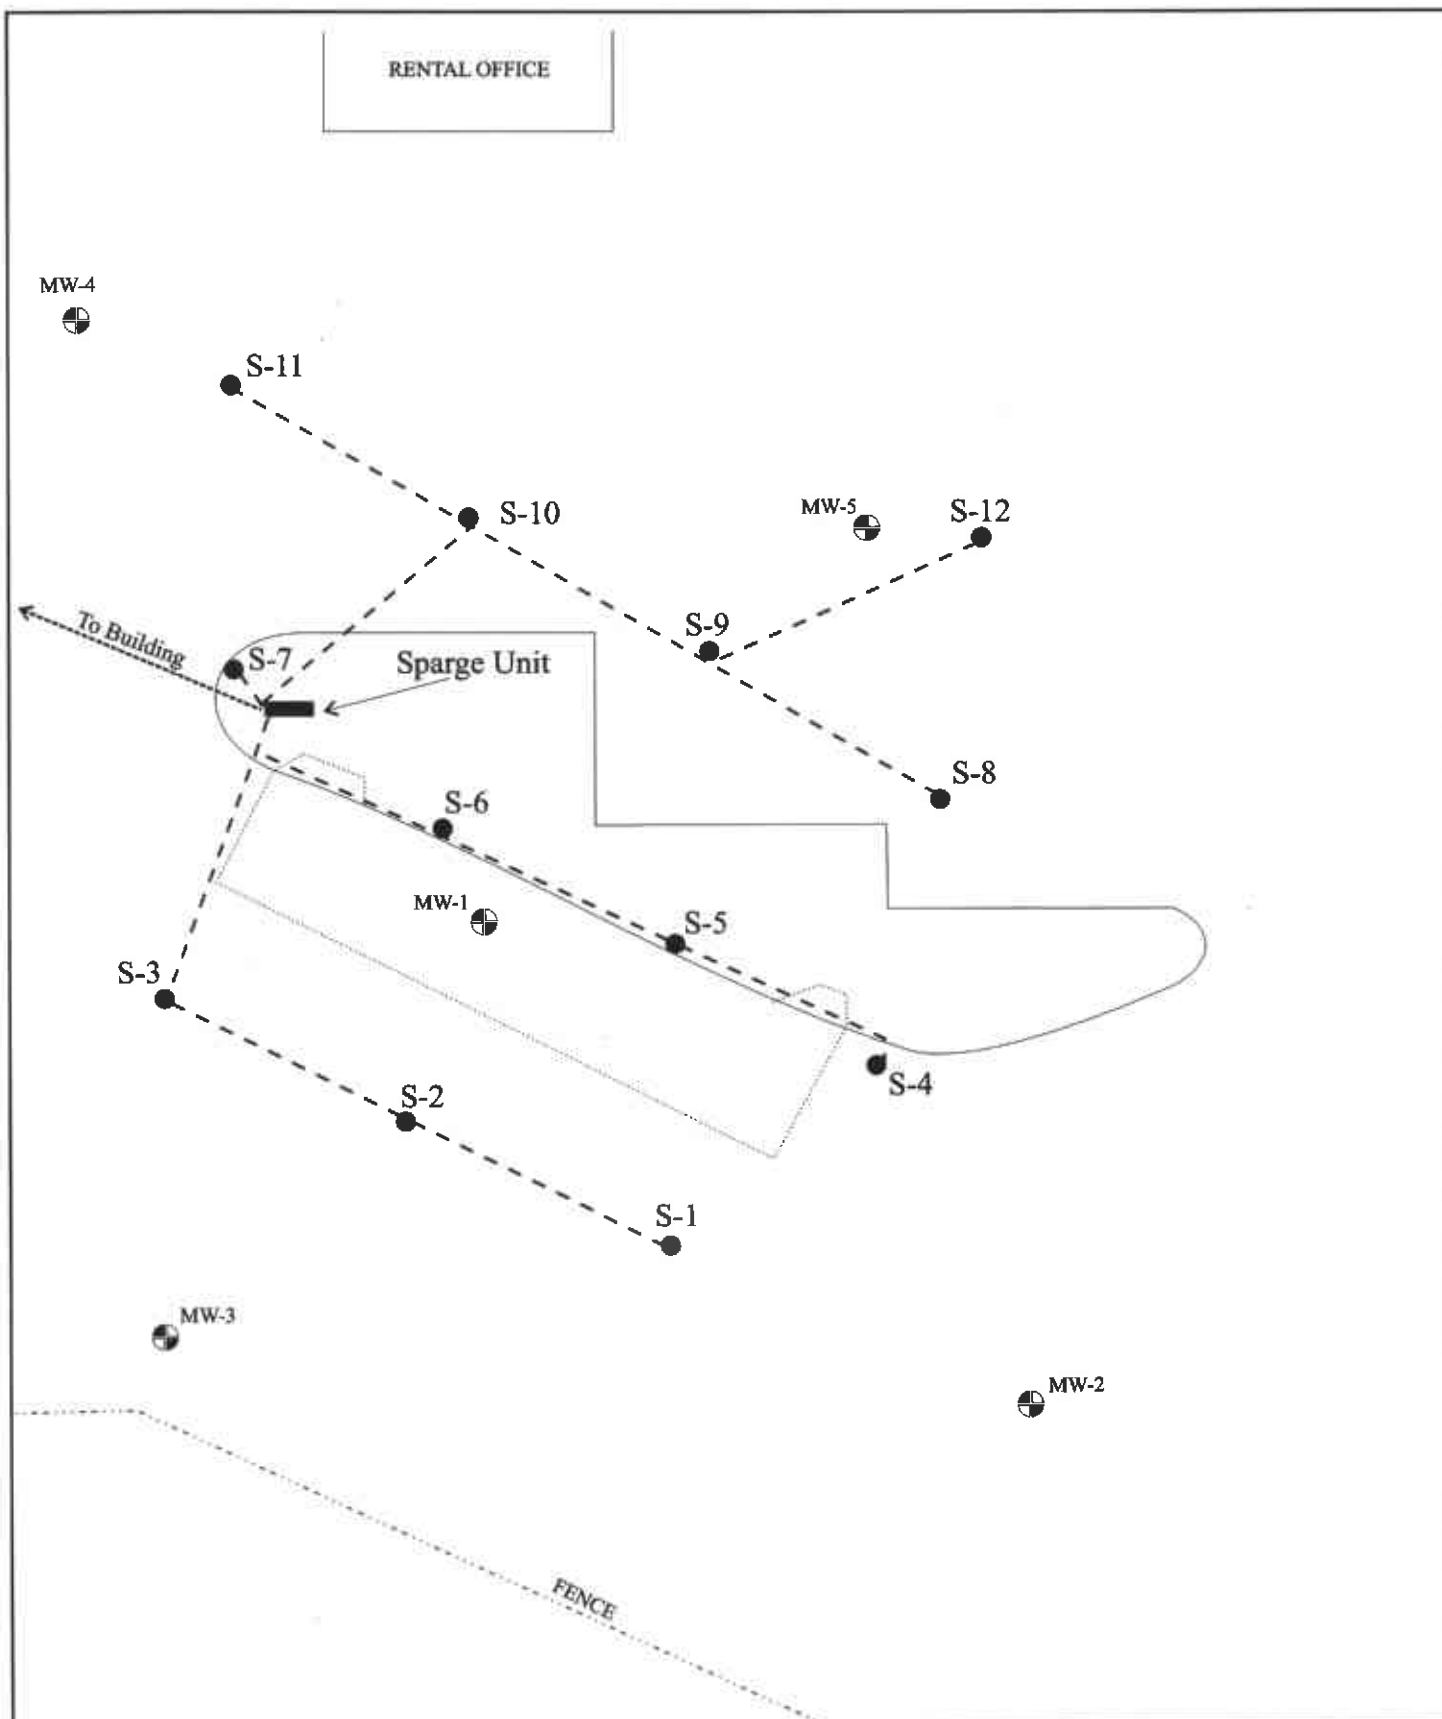 RENTAL OFFICE
MW-4
S-11
S-10
MW-5
S-12
To Building
S-9
S-7
Sparge Unit
S-8
S-6
MW-1
S-5
S-3
S-4
S-2
S-1
MW-3
MW-2
FENCE